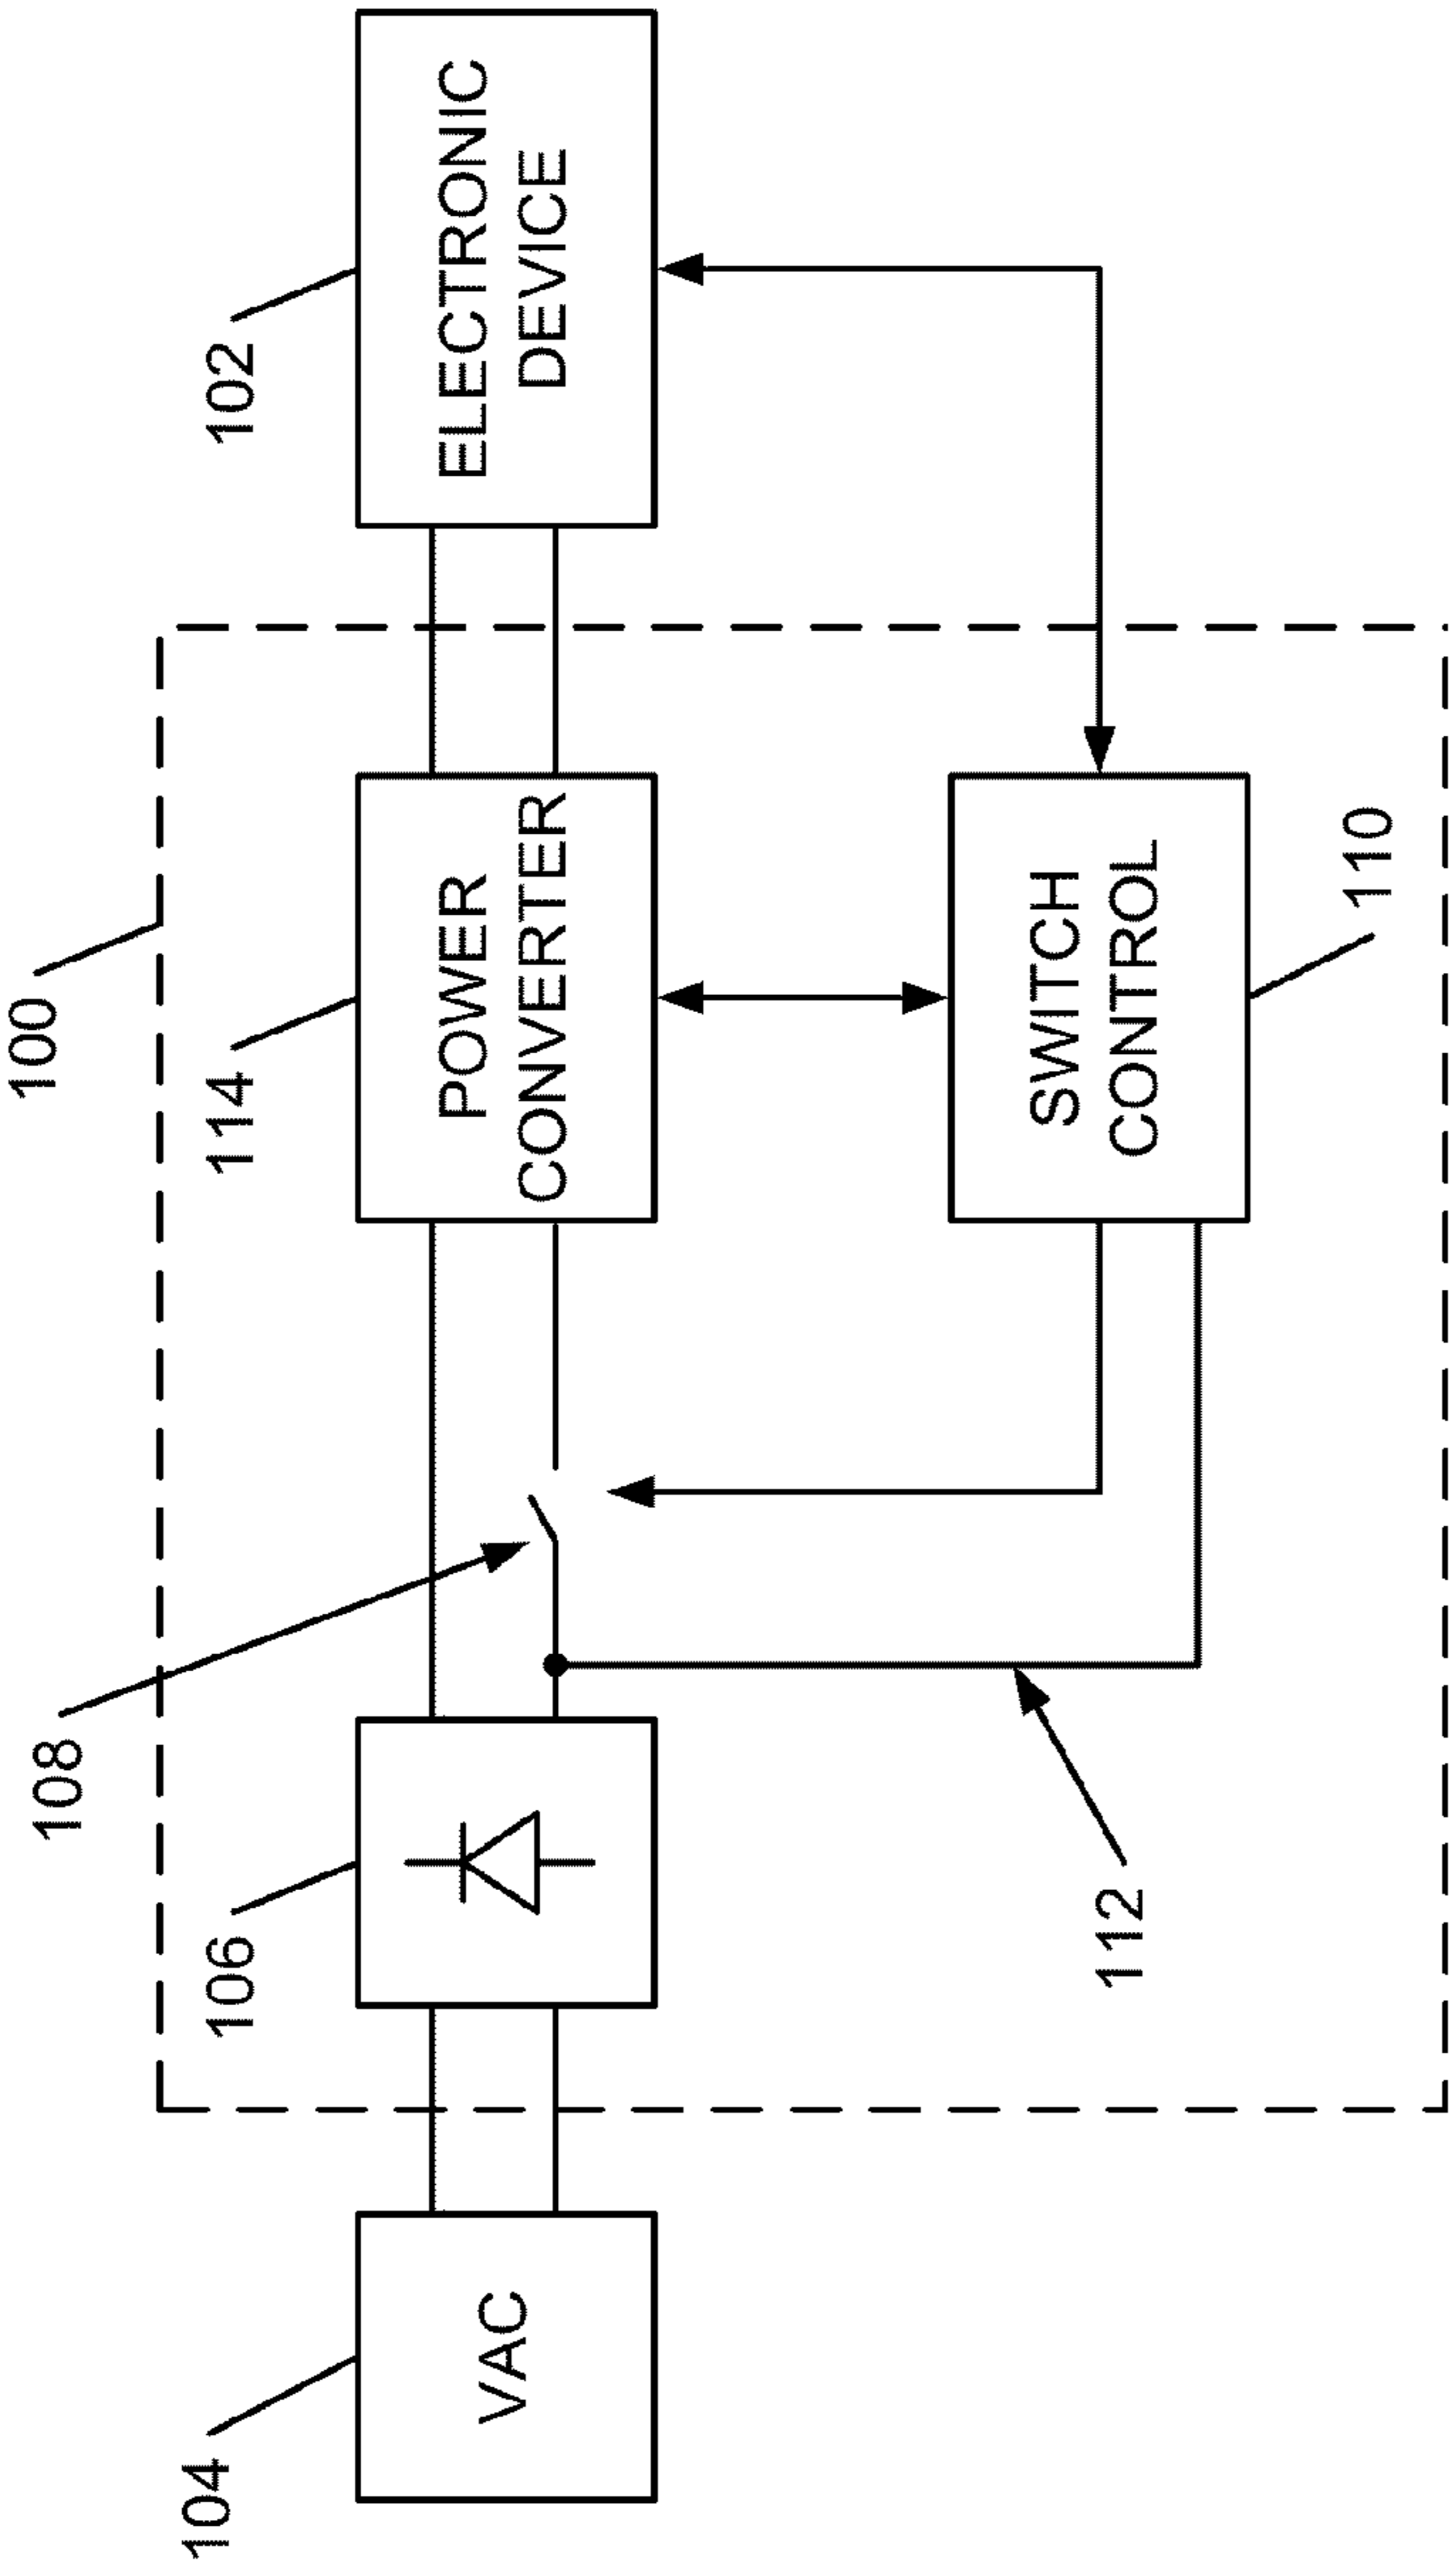 100
108
104
106
114
102
VAC
POWER
CONVERTER
ELECTRONIC
DEVICE
112
SWITCH
CONTROL
110